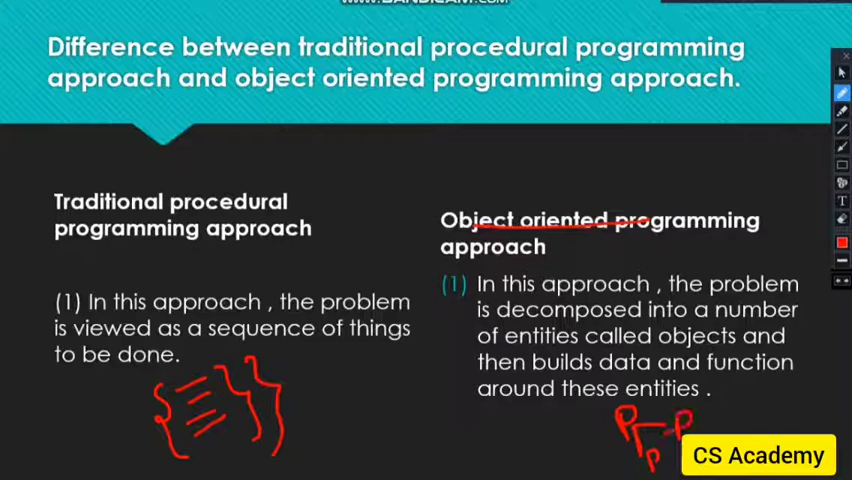 WWW.BANDICAM.COM
Difference between traditional procedural programming
approach and object oriented programming approach.
Traditional procedural
programming approach
(1) In this approach , the problem
is viewed as a sequence of things
to be done.
Object oriented programming
approach
(1) In this approach , the problem
is decomposed into a number
of entities called objects and
then builds data and function
around these entities .
P P
P
CS Academy
T